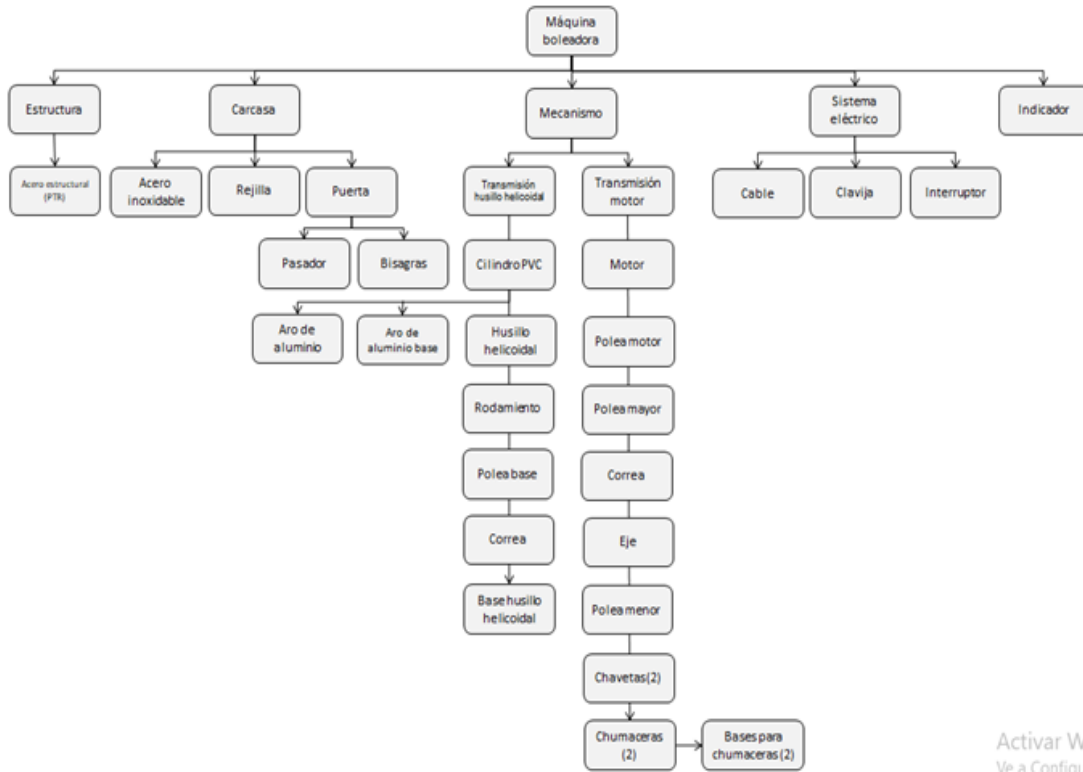 Máquina
boleadora
Estructura
Carcasa
Mecanismo
Sistema
eléctrico
Indicador
Acero estructural
(PTR)
Acero
inoxidable
Rejilla
Puerta
Transmisión
husillo helicoidal
Transmisión
motor
Cable
Clavija
Interruptor
Pasador
Bisagras
Cilindro PVC
Motor
Aro de
aluminio
Aro de
aluminio base
Husillo
helicoidal
Polea motor
Rodamiento
Polea mayor
Polea base
Correa
Correa
Eje
Base husillo
helicoidal
Polea menor
Chavetas (2)
Chumaceras
(2)
Bases para
chumaceras (2)
Activar W
Ve a Configu